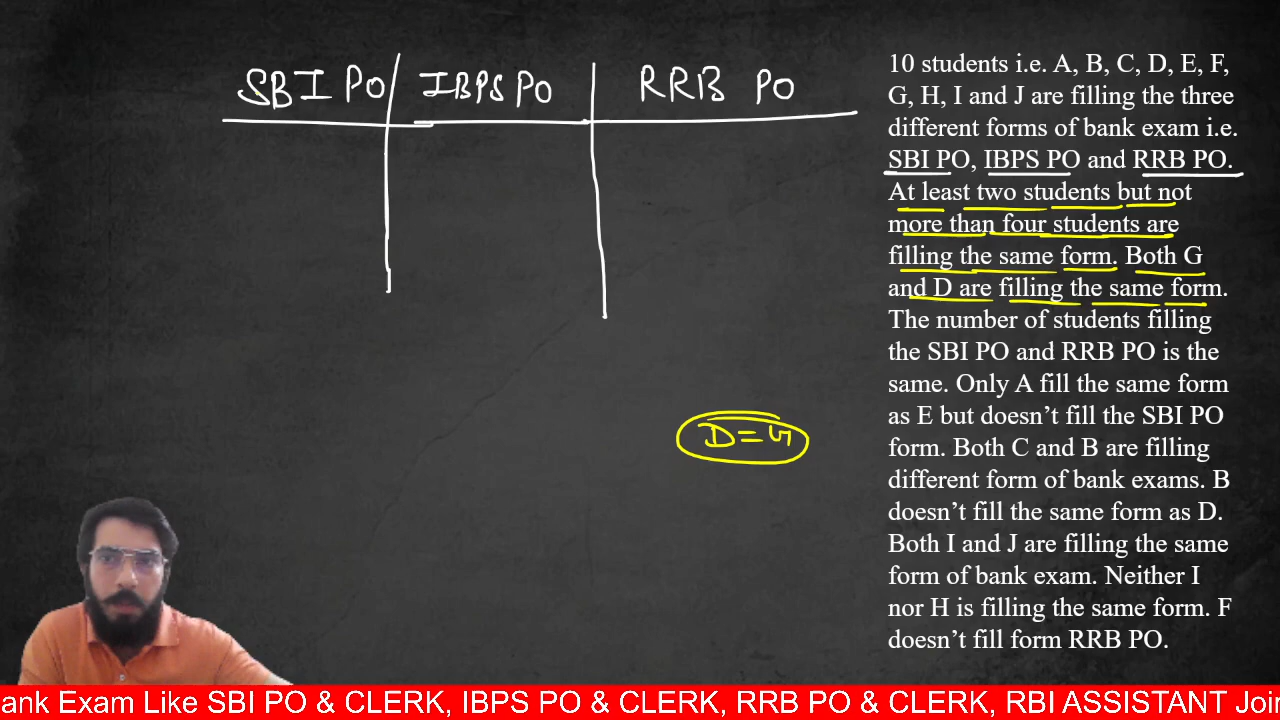 SBI PO IBPS PO RRB PO
10 students i.e. A, B, C, D, E, F,
G, H, I and J are filling the three
different forms of bank exam i.e.
SBI PO, IBPS PO and RRB PO.
At least two students but not
more than four students are
filling the same form. Both G
and D are filling the same form.
The number of students filling
the SBI PO and RRB PO is the
same. Only A fill the same form
as E but doesn’t fill the SBI PO
form. Both C and B are filling
different form of bank exams. B
doesn’t fill the same form as D.
Both I and J are filling the same
form of bank exam. Neither I
nor H is filling the same form. F
doesn’t fill form RRB PO.
D=G
ank Exam Like SBI PO & CLERK, IBPS PO & CLERK, RRB PO & CLERK, RBI ASSISTANT Join